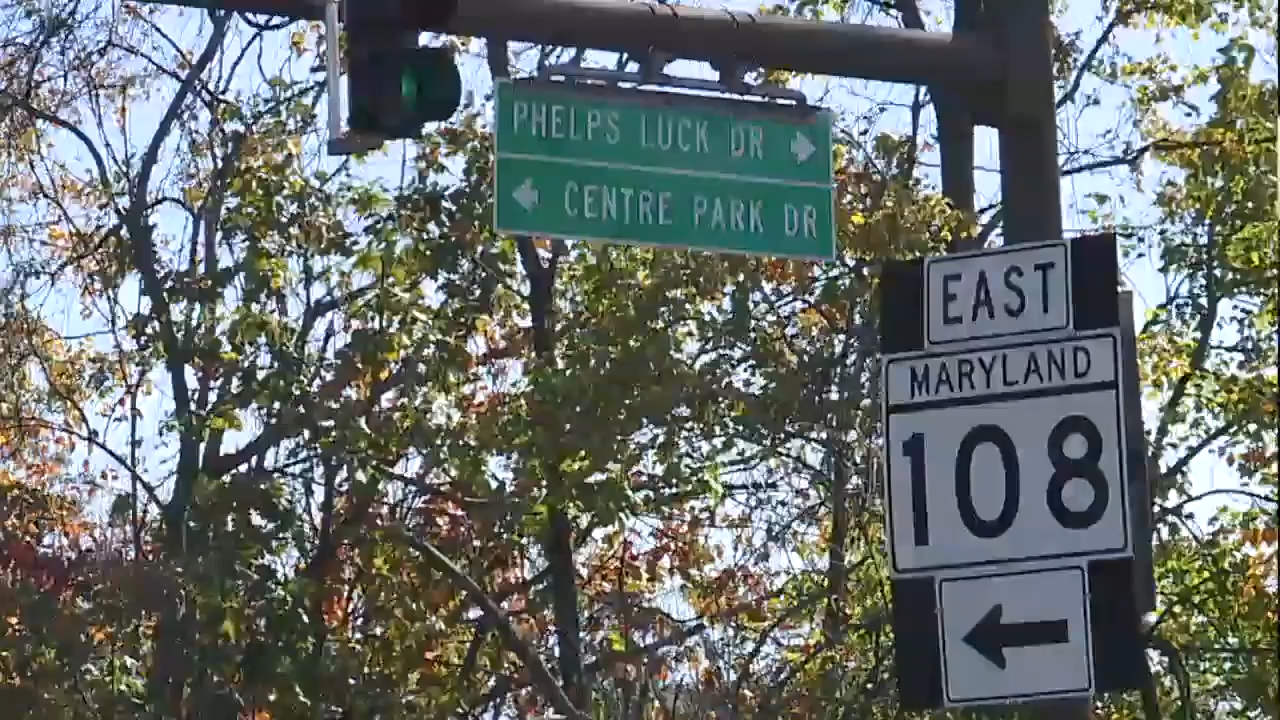 PHELPS LUCK DR
CENTRE PARK DR
EAST
MARYLAND
108